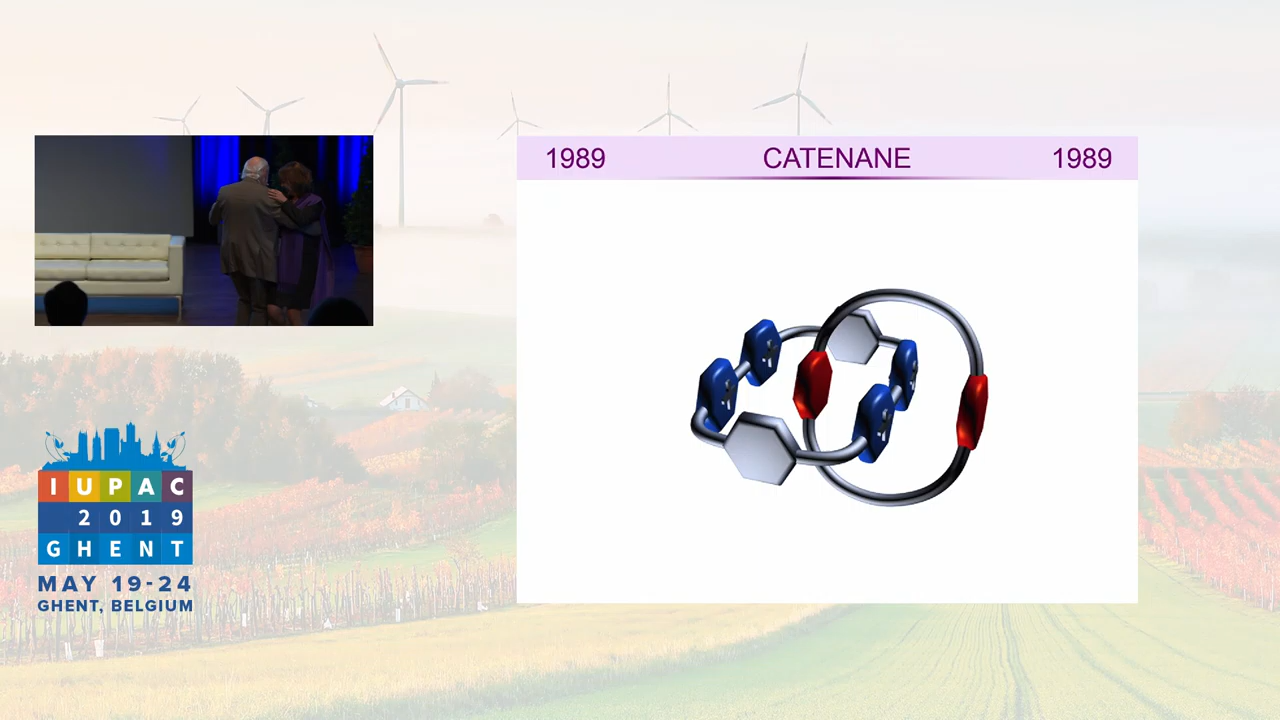 1989 CATENANE 1989
IUPAC
2019
GHENT
MAY 19-24
GHENT, BELGIUM